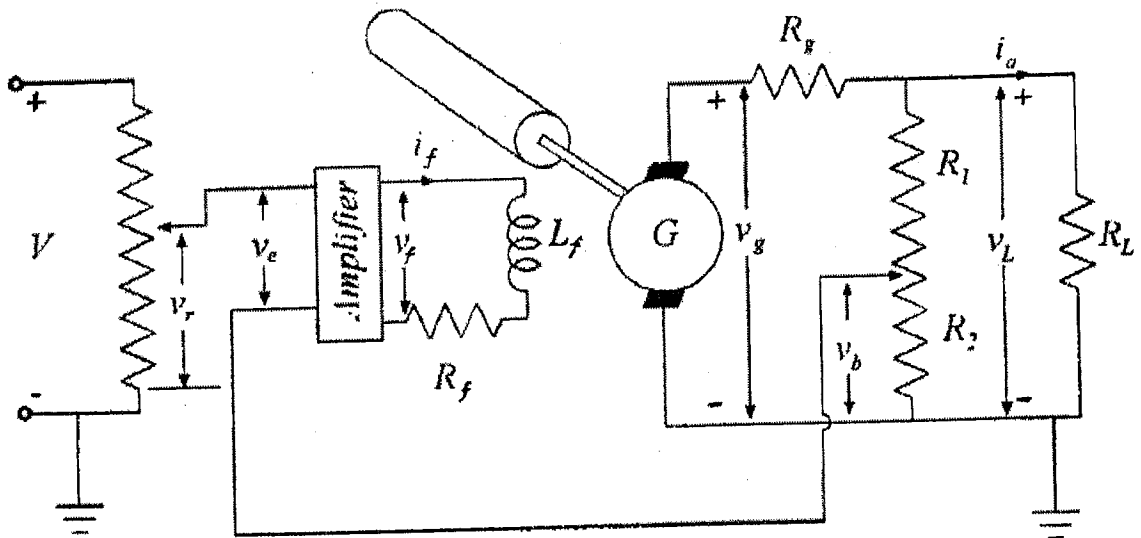 R_g
i_a
+
+
+
i_f
R_1
V
v_e
Amplifier
v_f
L_f
G
v_g
v_L
R_L
v_r
R_2
v_b
R_f
-
-
-